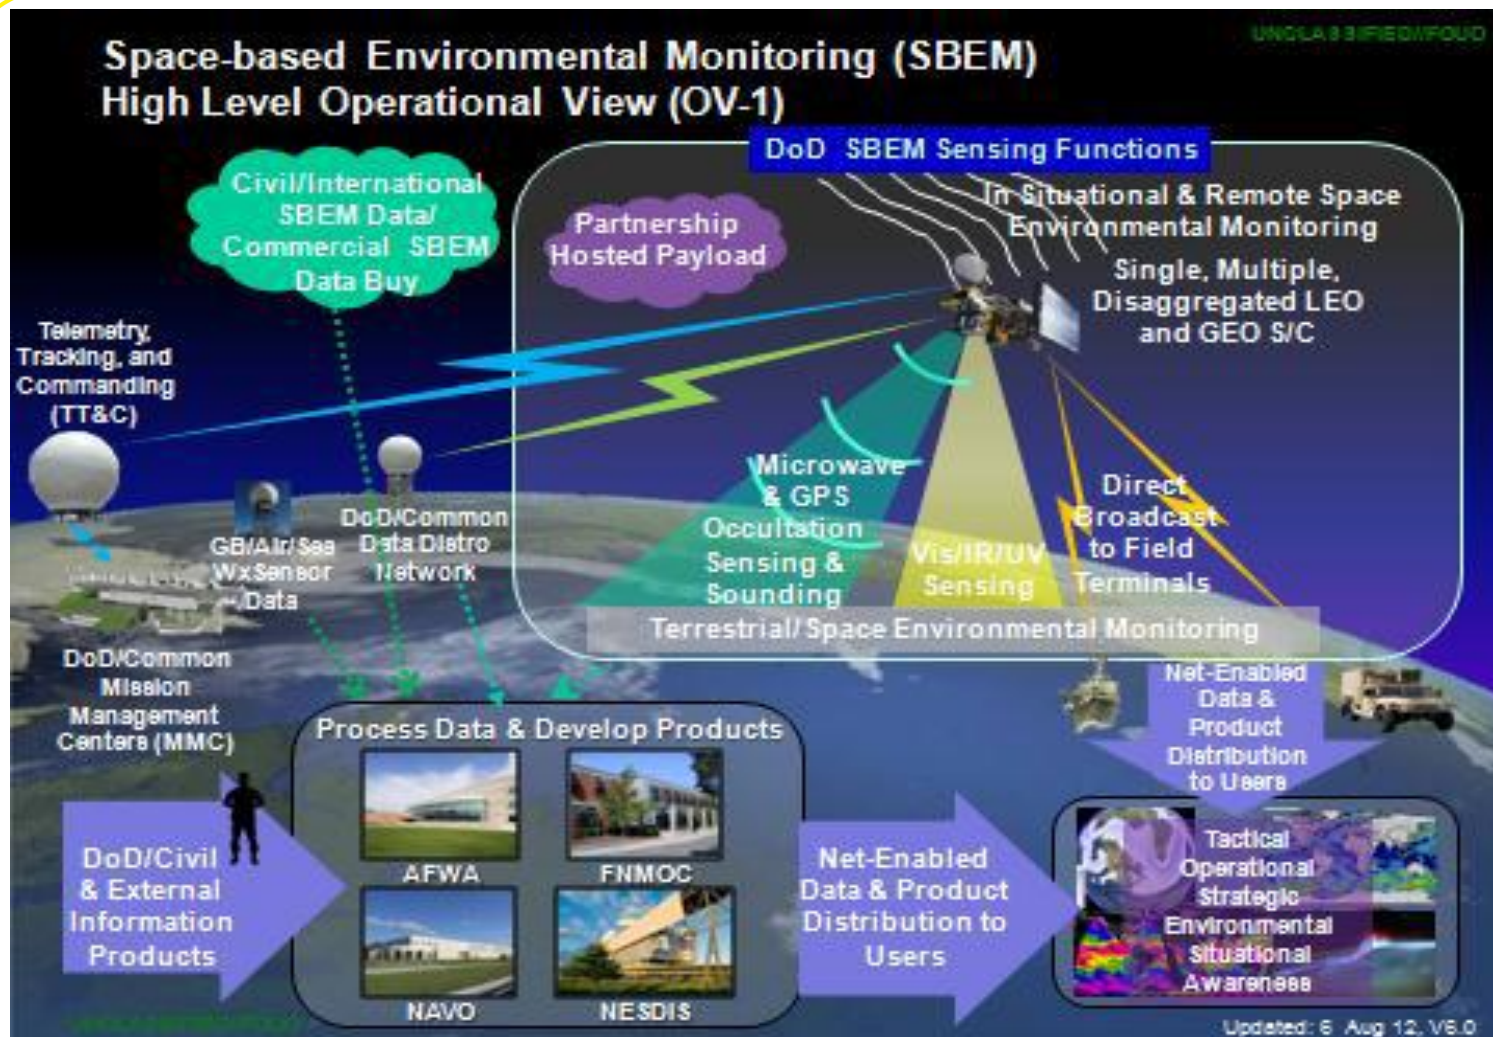 UNCLASSIFIED//FOUO
Space-based Environmental Monitoring (SBEM)
High Level Operational View (OV-1)
DoD SBEM Sensing Functions
Civil/International
SBEM Data/
Commercial SBEM
Data Buy
Partnership
Hosted Payload
In Situational & Remote Space
Environmental Monitoring
Single, Multiple,
Disaggregated LEO
and GEO S/C
Telemetry,
Tracking, and
Commanding
(TT&C)
Microwave
& GPS
Occultation
Sensing &
Sounding
Vis/IR/UV
Sensing
Direct
Broadcast
to Field
Terminals
GB/Air/Sea
WxSensor
Data
DoD/Common
Data Distro
Network
Terrestrial/Space Environmental Monitoring
DoD/Common
Mission
Management
Centers (MMC)
Net-Enabled
Data &
Product
Distribution
to Users
Process Data & Develop Products
AFWA
FNMOC
NAVO
NESDIS
DoD/Civil
& External
Information
Products
Net-Enabled
Data & Product
Distribution to
Users
Tactical
Operational
Strategic
Environmental
Situational
Awareness
Updated: 6 Aug 12, V6.0